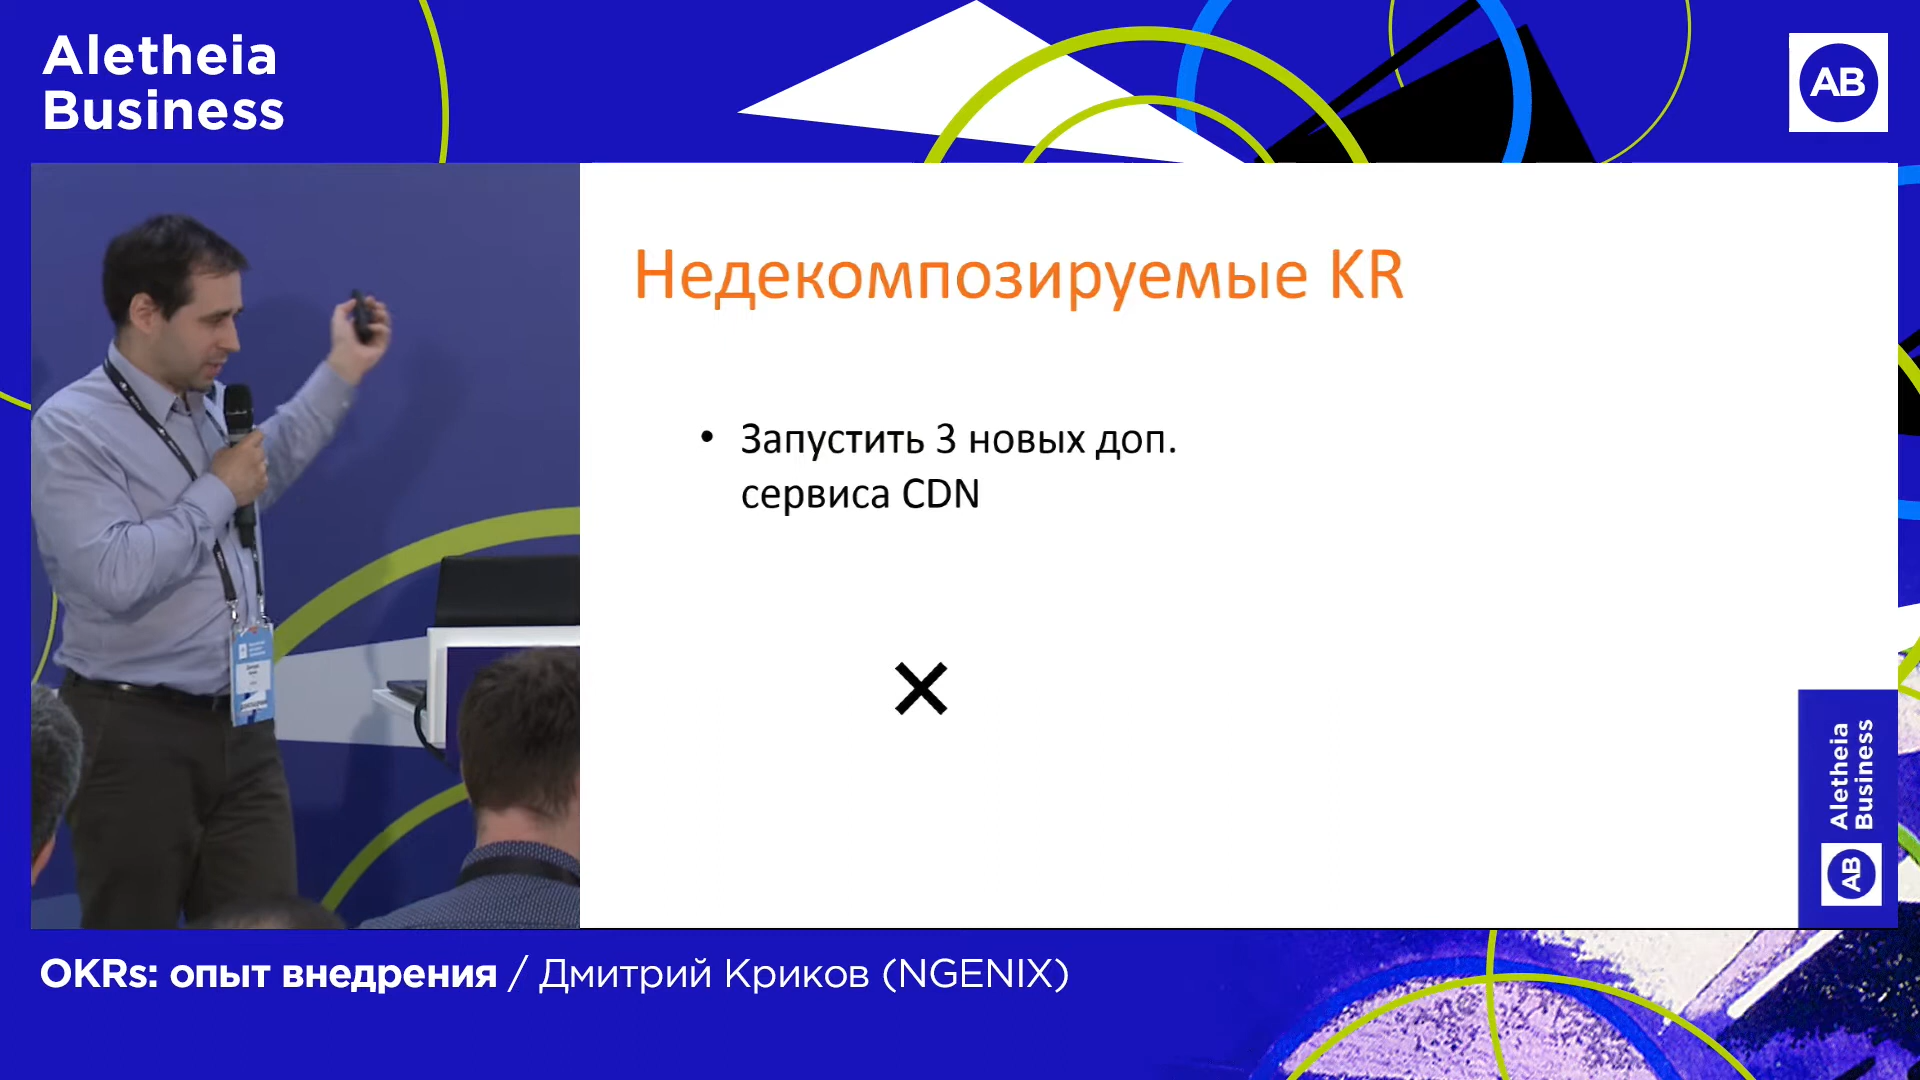 Aletheia
Business
AB
Недекомпозируемые KR
• Запустить 3 новых доп.
сервиса CDN
Aletheia
Business
AB
OKRs: опыт внедрения / Дмитрий Криков (NGENIX)